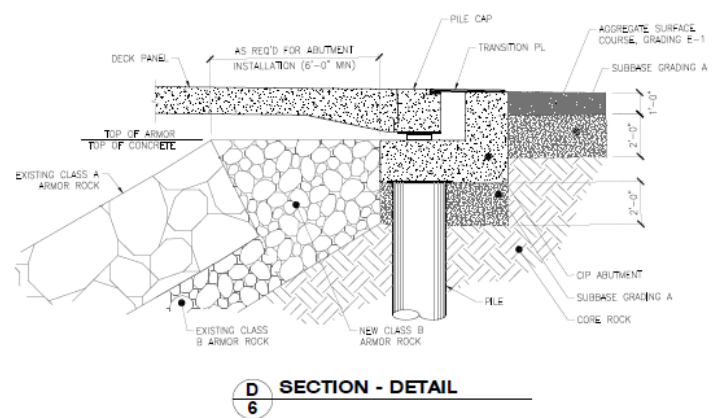 PILE CAP
AS REQ'D FOR ABUTMENT
INSTALLATION (6'-0" MIN)
TRANSITION PL
AGGREGATE SURFACE
COURSE, GRADING E-1
DECK PANEL
SUBBASE GRADING A
1'-0"
TOP OF ARMOR
TOP OF CONCRETE
2'-0"
EXISTING CLASS A
ARMOR ROCK
2'-0"
CIP ABUTMENT
PILE
SUBBASE GRADING A
CORE ROCK
EXISTING CLASS
B ARMOR ROCK
NEW CLASS B
ARMOR ROCK
D
6
SECTION - DETAIL